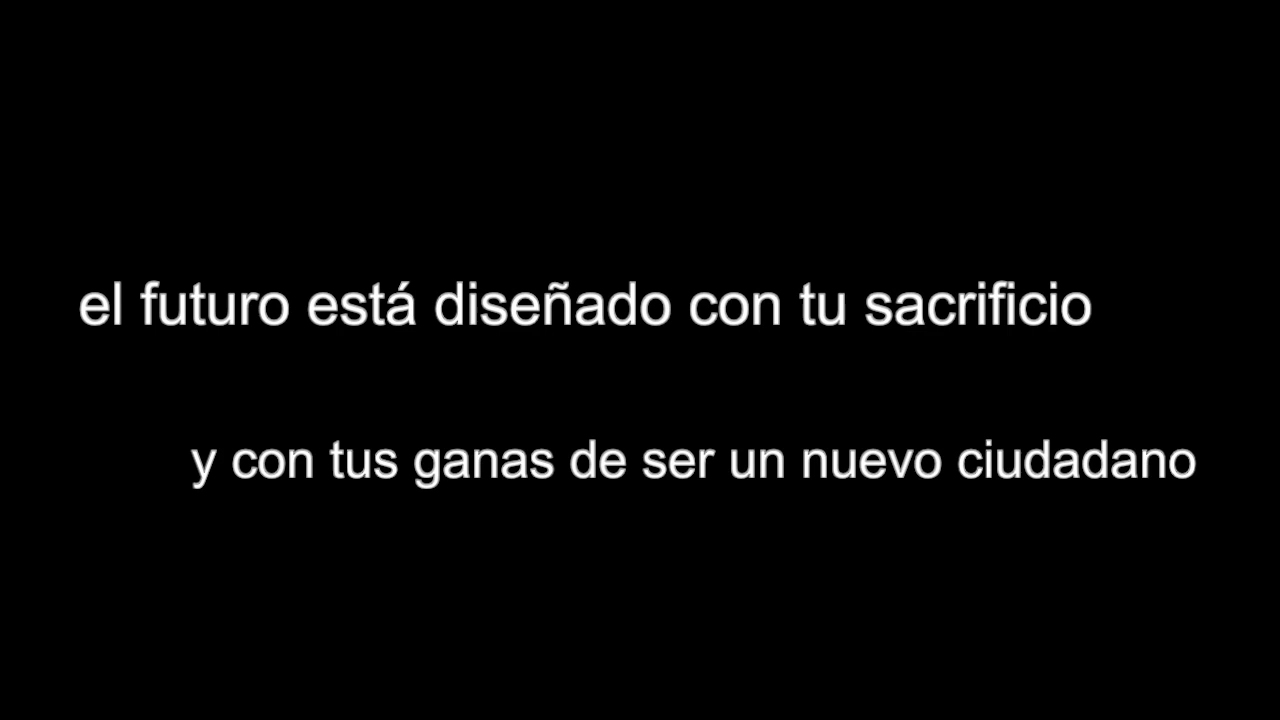 el futuro está diseñado con tu sacrificio
y con tus ganas de ser un nuevo ciudadano